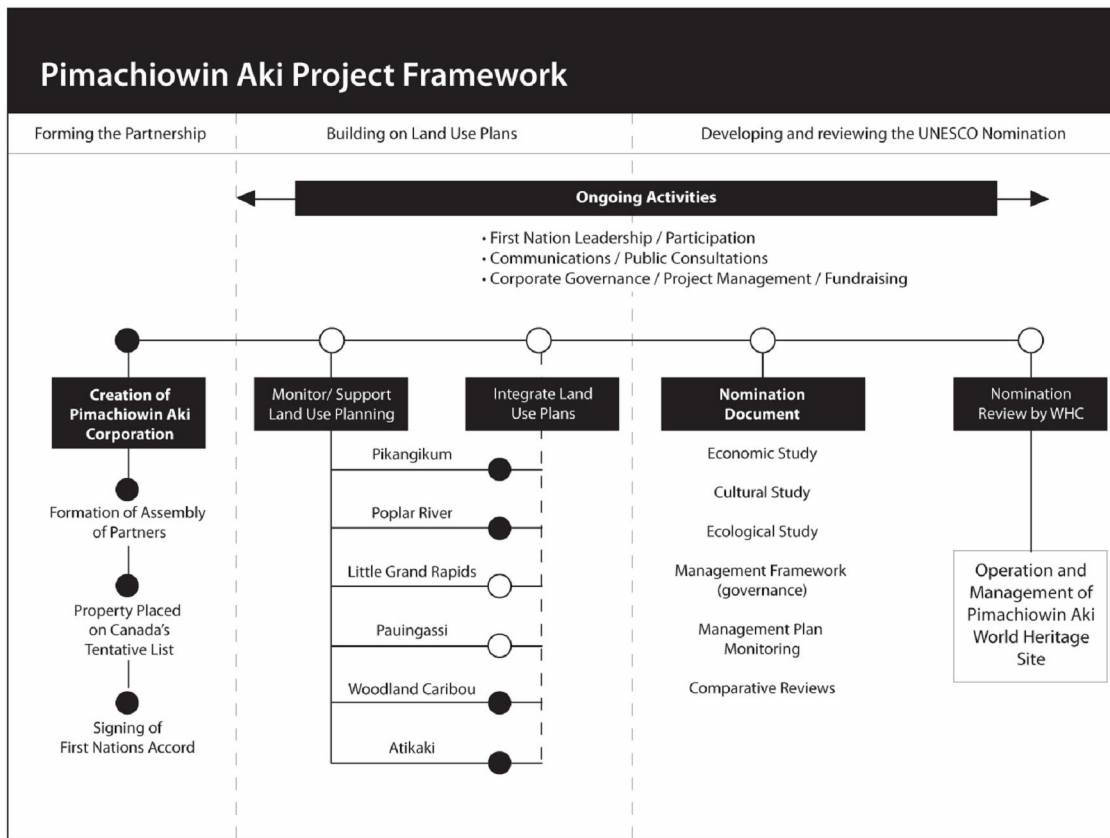 Pimachiowin Aki Project Framework
Forming the Partnership
Building on Land Use Plans
Developing and reviewing the UNESCO Nomination
Ongoing Activities
• First Nation Leadership / Participation
• Communications / Public Consultations
• Corporate Governance / Project Management / Fundraising
Creation of
Pimachiowin Aki
Corporation
Formation of Assembly
of Partners
Property Placed
on Canada's
Tentative List
Signing of
First Nations Accord
Monitor/ Support
Land Use Planning
Integrate Land
Use Plans
Pikangikum
Poplar River
Little Grand Rapids
Pauingassi
Woodland Caribou
Atikaki
Nomination
Document
Economic Study
Cultural Study
Ecological Study
Management Framework
(governance)
Management Plan
Monitoring
Comparative Reviews
Nomination
Review by WHC
Operation and
Management of
Pimachiowin Aki
World Heritage
Site